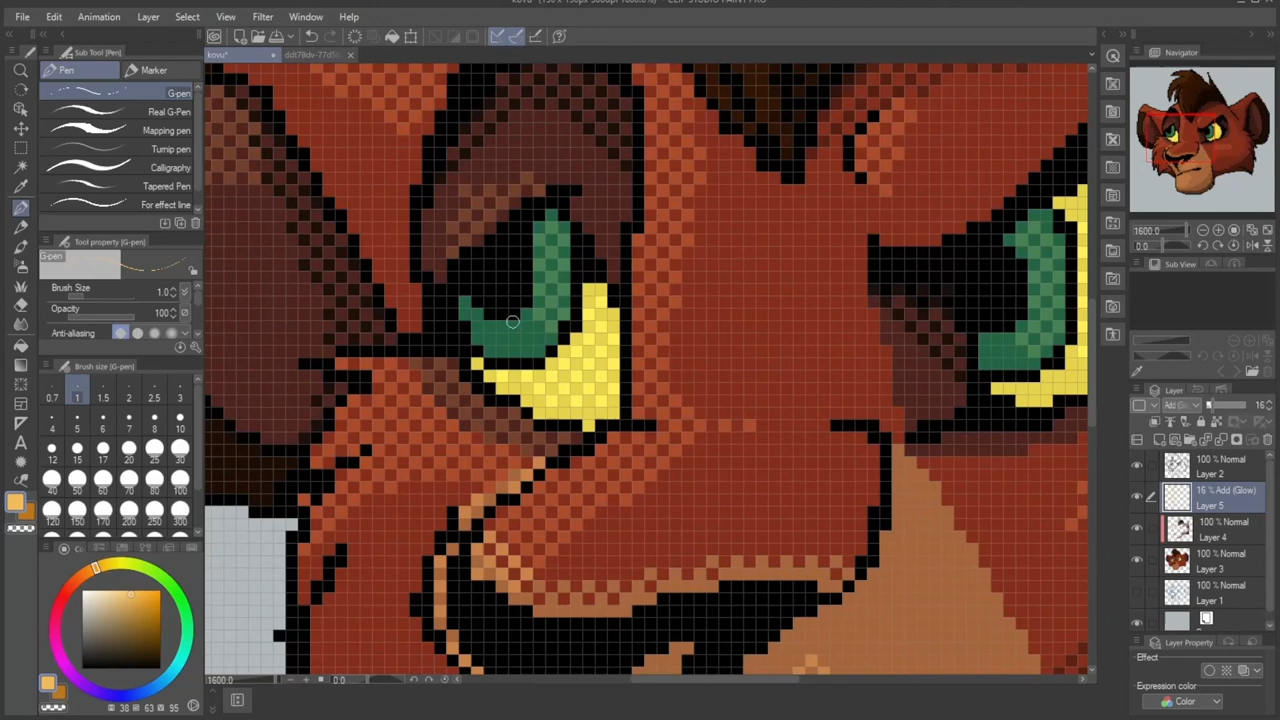 File Edit Animation Layer Select View Filter Window Help
Sub Tool [Pen]
kovu*
Navigator
Pen Marker
G-pen
Real G-Pen
Mapping pen
Turnip pen
Calligraphy
Tapered Pen
For effect line
Tool property [G-pen]
G-pen
Brush Size 1.0
Opacity 100
Anti-aliasing
Brush size [G-pen]
0.7 1 1.5 2 2.5 3
4 5 6 7 8 10
12 15 17 20 25 30
40 50 60 70 80 100
120 150 170 200 250 300
38 63 95
1600.0 0.0
1600.0
0.0
Sub View
Layer
Add (Glo 16
100 % Normal
Layer 2
16 % Add (Glow)
Layer 5
100 % Normal
Layer 4
100 % Normal
Layer 3
100 % Normal
Layer 1
Layer Property
Effect
Expression color
Color